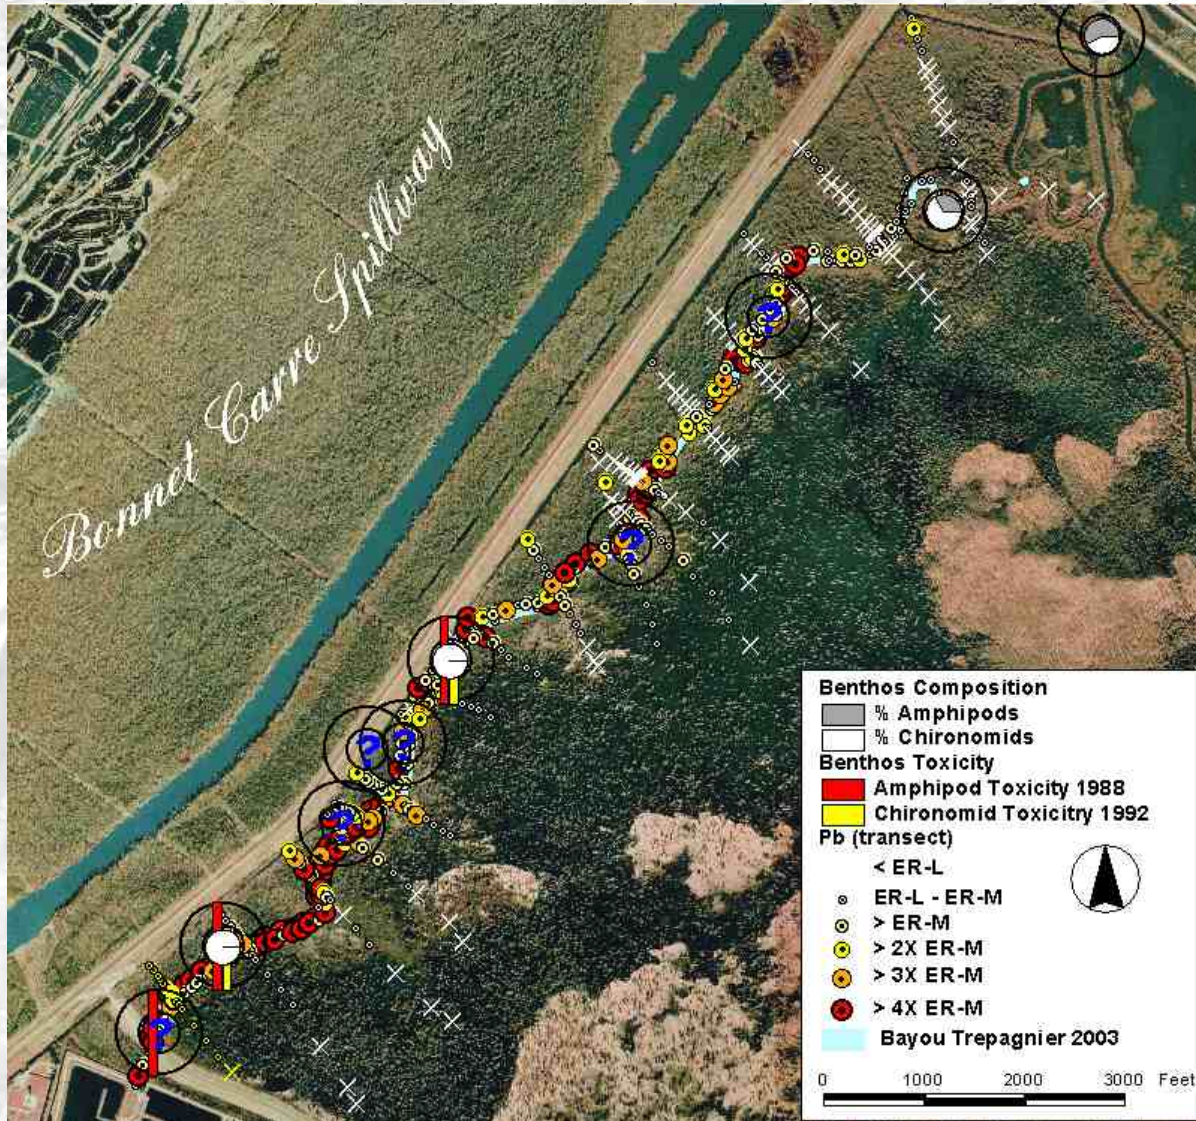 Bonnet Carre Spillway
Benthos Composition
% Amphipods
% Chironomids
Benthos Toxicity
Amphipod Toxicity 1988
Chironomid Toxicitry 1992
Pb (transect)
< ER-L
ER-L - ER-M
> ER-M
> 2X ER-M
> 3X ER-M
> 4X ER-M
Bayou Trepagnier 2003
0 1000 2000 3000 Feet
?
?
?
?
?
?